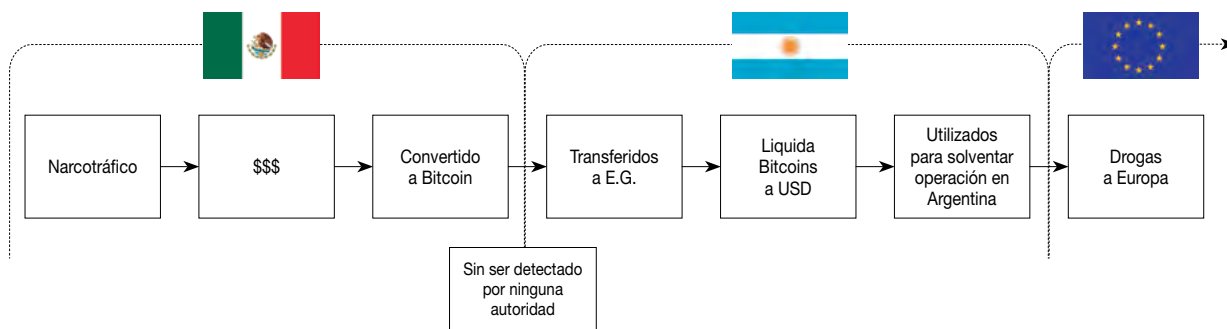 Narcotráfico
$$$
Convertido
a Bitcoin
Transferidos
a E.G.
Liquida
Bitcoins
a USD
Utilizados
para solventar
operación en
Argentina
Drogas
a Europa
Sin ser detectado
por ninguna
autoridad